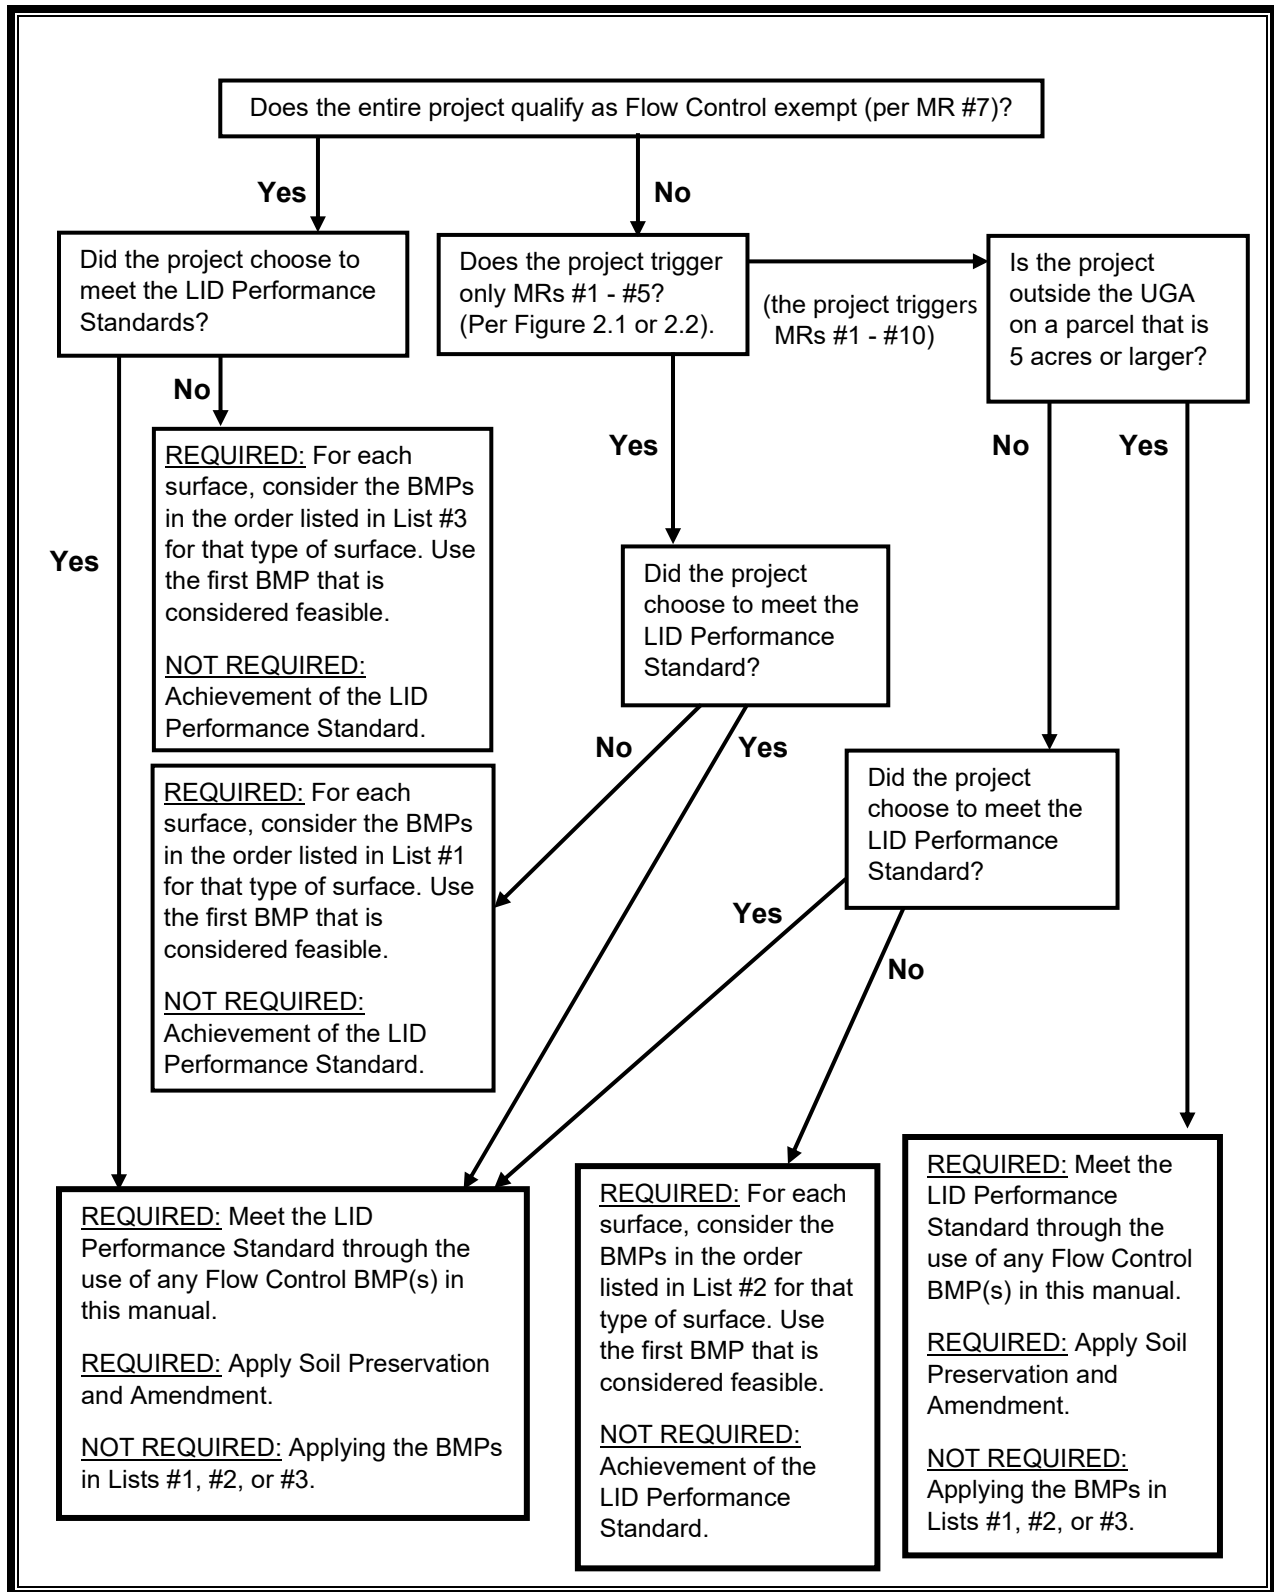 Does the entire project qualify as Flow Control exempt (per MR #7)?
Yes
No
Did the project choose to
meet the LID Performance
Standards?
Does the project trigger
only MRs #1 - #5?
(Per Figure 2.1 or 2.2).
(the project triggers
MRs #1 - #10)
Is the project
outside the UGA
on a parcel that is
5 acres or larger?
No
Yes
No
Yes
Yes
REQUIRED: For each
surface, consider the BMPs
in the order listed in List #3
for that type of surface. Use
the first BMP that is
considered feasible.
NOT REQUIRED:
Achievement of the LID
Performance Standard.
Did the project
choose to meet the
LID Performance
Standard?
No
Yes
Did the project
choose to meet the
LID Performance
Standard?
REQUIRED: For each
surface, consider the BMPs
in the order listed in List #1
for that type of surface. Use
the first BMP that is
considered feasible.
NOT REQUIRED:
Achievement of the LID
Performance Standard.
Yes
No
REQUIRED: Meet the LID
Performance Standard through the
use of any Flow Control BMP(s) in
this manual.
REQUIRED: Apply Soil Preservation
and Amendment.
NOT REQUIRED: Applying the BMPs
in Lists #1, #2, or #3.
REQUIRED: For each
surface, consider the
BMPs in the order
listed in List #2 for that
type of surface. Use
the first BMP that is
considered feasible.
NOT REQUIRED:
Achievement of the
LID Performance
Standard.
REQUIRED: Meet the
LID Performance
Standard through the
use of any Flow Control
BMP(s) in this manual.
REQUIRED: Apply Soil
Preservation and
Amendment.
NOT REQUIRED:
Applying the BMPs in
Lists #1, #2, or #3.